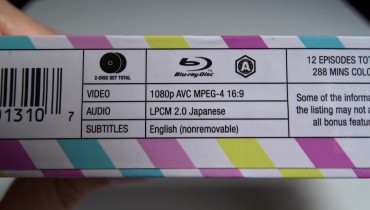 2-DISC SET TOTAL
Blu-ray Disc
A
12 EPISODES TOT
288 MINS COLO
VIDEO 1080p AVC MPEG-4 16:9
AUDIO LPCM 2.0 Japanese
SUBTITLES English (nonremovable)
Some of the informa
the listing may not a
all bonus featur
01310 7